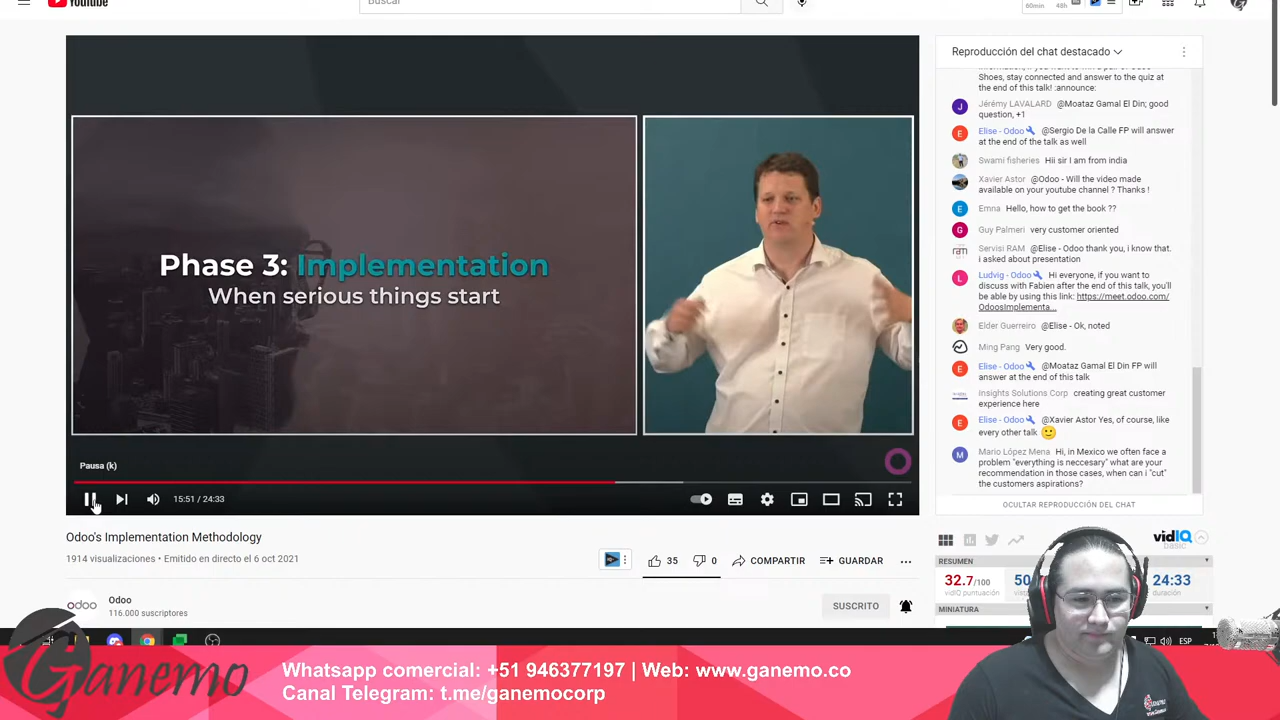 YouTube
Buscar
60min
48h
Phase 3: Implementation
When serious things start
Pausa (k)
15:51 / 24:33
Odoo's Implementation Methodology
1914 visualizaciones • Emitido en directo el 6 oct 2021
35
0
COMPARTIR
GUARDAR
odoo
Odoo
116.000 suscriptores
SUSCRITO
Reproducción del chat destacado
Shoes, stay connected and answer to the quiz at
the end of this talk! :announce:
J
Jérémy LAVALARD @Moataz Gamal El Din; good
question, +1
E
Elise - Odoo @Sergio De la Calle FP will answer
at the end of the talk as well
Swami fisheries Hii sir I am from india
Xavier Astor @Odoo - Will the video made
available on your youtube channel ? Thanks !
E
Emna Hello, how to get the book ??
G
Guy Palmeri very customer oriented
Servisi RAM @Elise - Odoo thank you, i know that.
i asked about presentation
L
Ludvig - Odoo Hi everyone, if you want to
discuss with Fabien after the end of this talk, you'll
be able by using this link: https://meet.odoo.com/
OdoosImplementa...
Elder Guerreiro @Elise - Ok, noted
Ming Pang Very good.
E
Elise - Odoo @Moataz Gamal El Din FP will
answer at the end of this talk
Insights Solutions Corp creating great customer
experience here
E
Elise - Odoo @Xavier Astor Yes, of course, like
every other talk
M
Mario López Mena Hi, in Mexico we often face a
problem "everything is neccesary" what are your
recommendation in those cases, when can i "cut"
the customers aspirations?
OCULTAR REPRODUCCIÓN DEL CHAT
vidIQ
basic
RESUMEN
32.7/100
vidIQ puntuación
50
24:33
duración
MINIATURA
ESP
Ganemo
Whatsapp comercial: +51 946377197 | Web: www.ganemo.co
Canal Telegram: t.me/ganemocorp